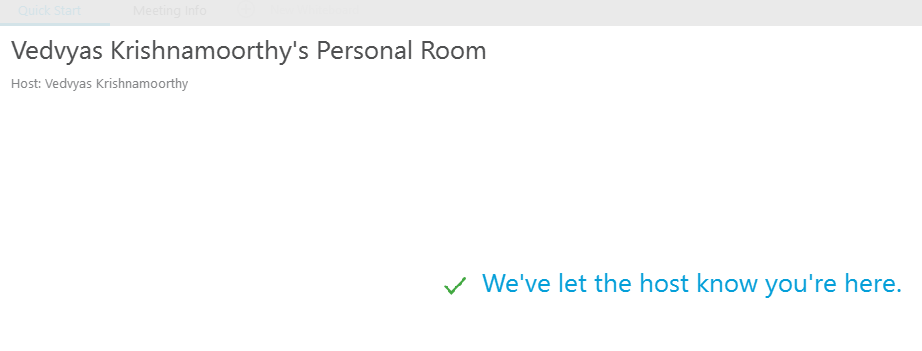 Quick Start Meeting Info
Vedvyas Krishnamoorthy's Personal Room
Host: Vedvyas Krishnamoorthy
We've let the host know you're here.